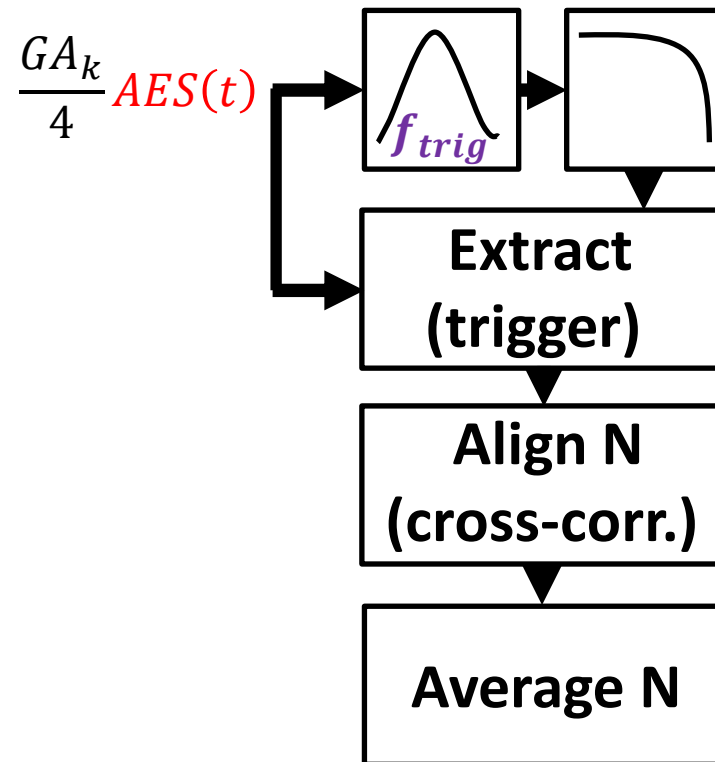 GA_k/4 AES(t)
f_trig
Extract
(trigger)
Align N
(cross-corr.)
Average N